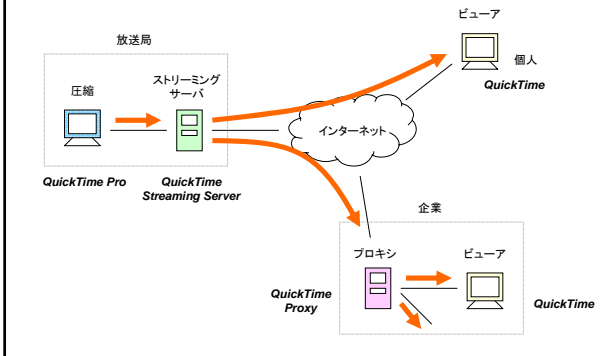 ビューア
放送局
個人
ストリーミング
サーバ
圧縮
QuickTime
インターネット
QuickTime Pro
QuickTime
Streaming Server
企業
プロキシ
ビューア
QuickTime
Proxy
QuickTime